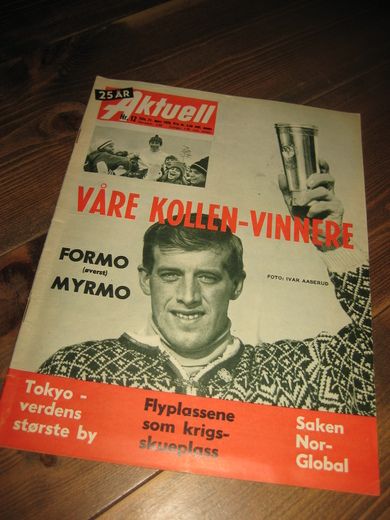 25 ÅR
Aktuell
Nr. 12
VÅRE KOLLEN-VINNERE
FORMO
(øverst)
MYRMO
FOTO: IVAR AABERUD
Tokyo -
verdens
største by
Flyplassene
som krigs-
skueplass
Saken
Nor-
Global